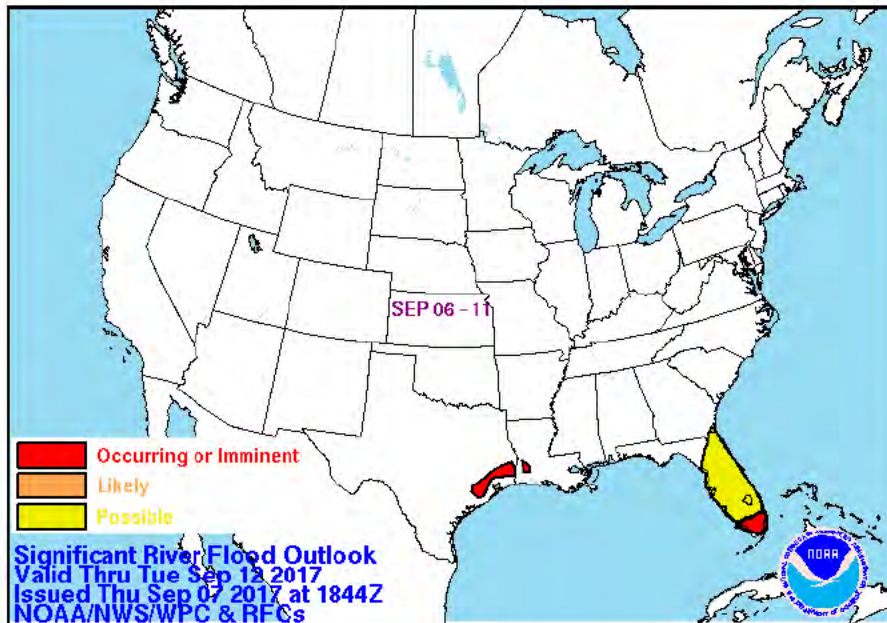 SEP 06 - 11
Occurring or Imminent
Likely
Possible
Significant River Flood Outlook
Valid Thru Tue Sep 12 2017
Issued Thu Sep 07 2017 at 1844Z
NOAA/NWS/WPC & RFCs
NOAA